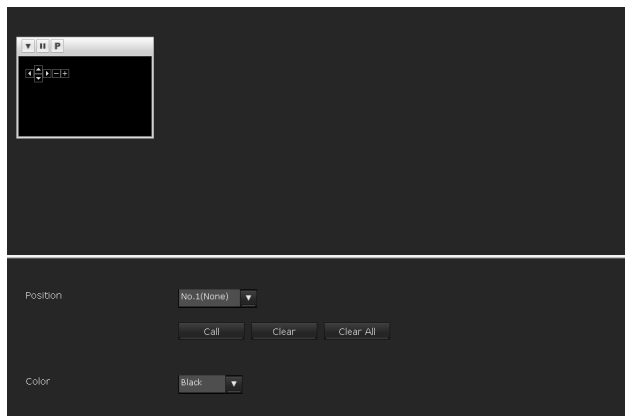 P
Position
No.1(None)
Call Clear Clear All
Color
Black